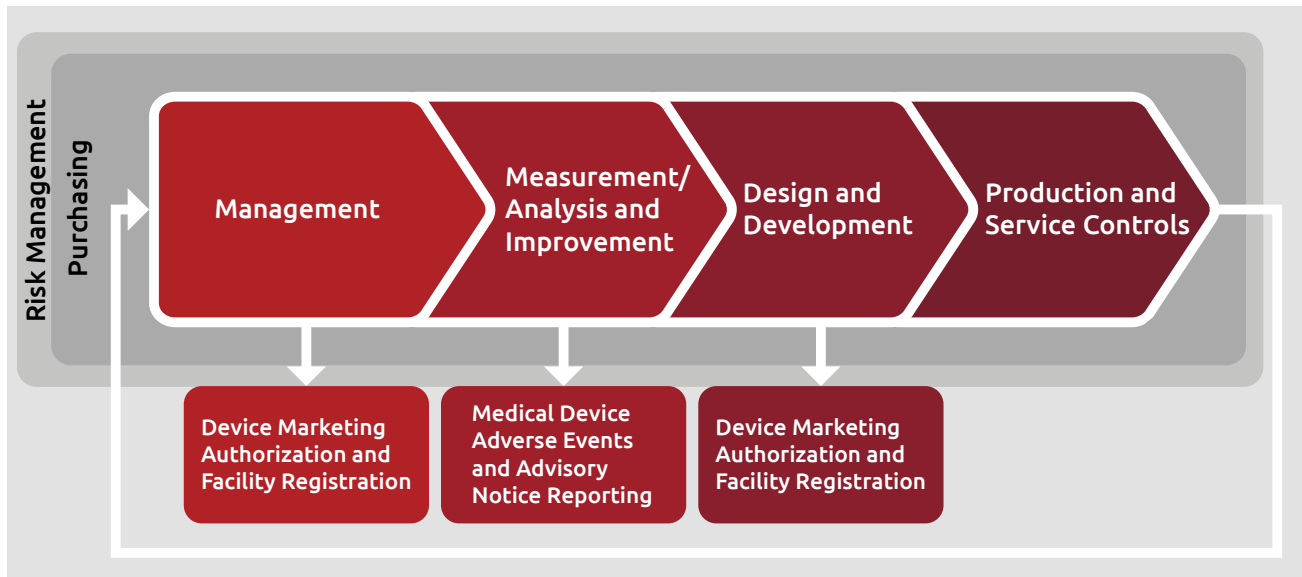 Risk Management
Purchasing
Management
Measurement/
Analysis and
Improvement
Design and
Development
Production and
Service Controls
Device Marketing
Authorization and
Facility Registration
Medical Device
Adverse Events
and Advisory
Notice Reporting
Device Marketing
Authorization and
Facility Registration